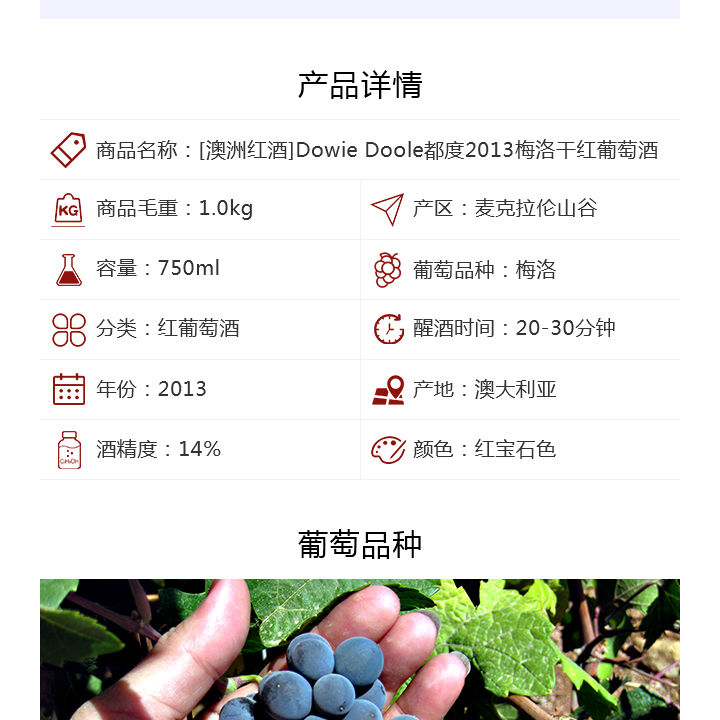 产品详情
商品名称：[澳洲红酒]Dowie Doole都度2013梅洛干红葡萄酒
KG 商品毛重：1.0kg
产区：麦克拉伦山谷
容量：750ml
葡萄品种：梅洛
分类：红葡萄酒
醒酒时间：20-30分钟
年份：2013
产地：澳大利亚
C₂H₅OH 酒精度：14%
颜色：红宝石色
葡萄品种